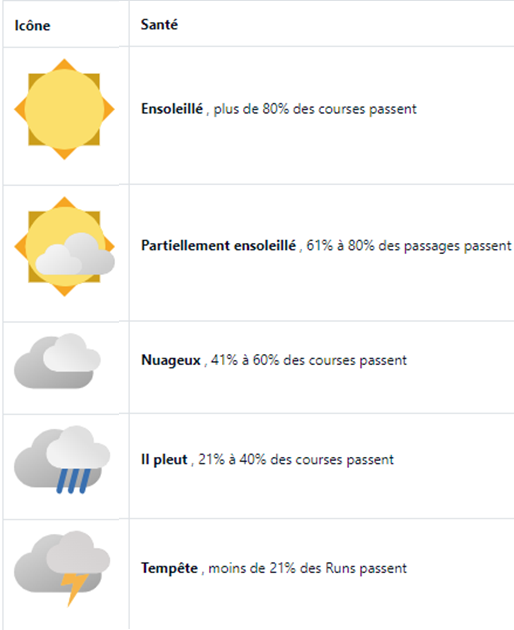 Icône Santé
Ensoleillé , plus de 80% des courses passent
Partiellement ensoleillé , 61% à 80% des passages passent
Nuageux , 41% à 60% des courses passent
Il pleut , 21% à 40% des courses passent
Tempête , moins de 21% des Runs passent